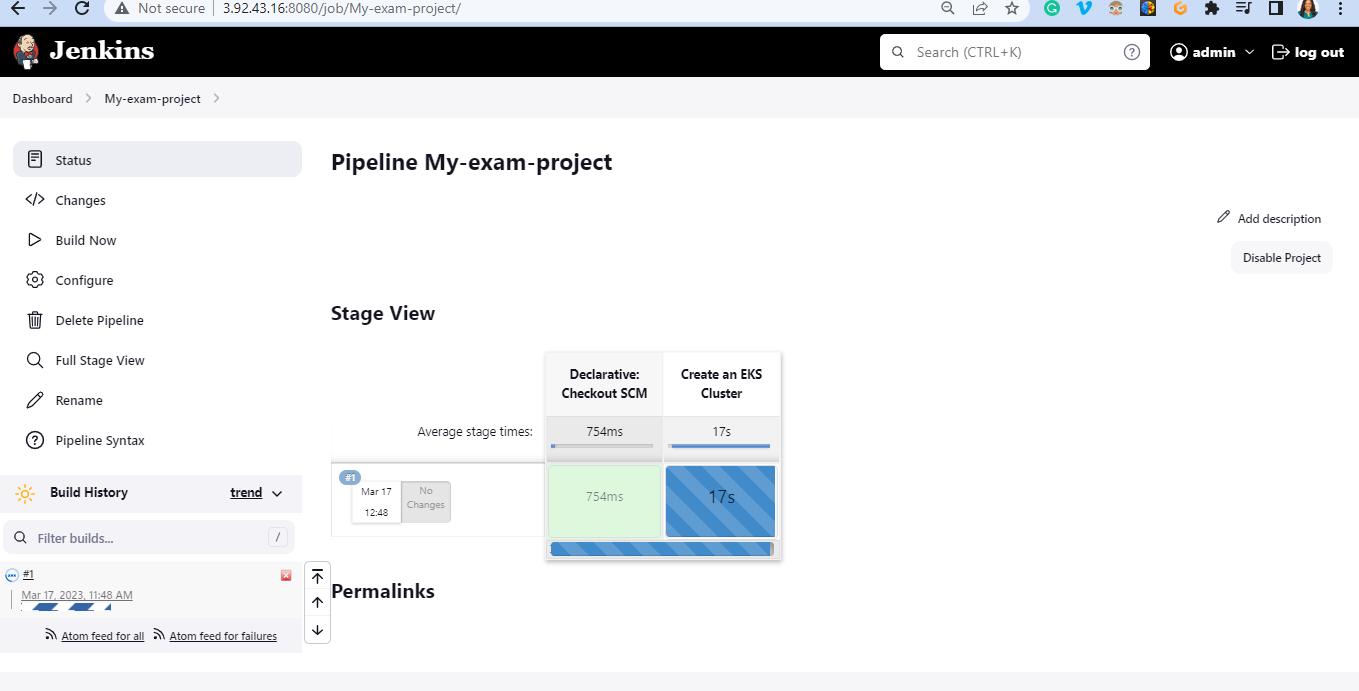 Not secure 3.92.43.16:8080/job/My-exam-project/
Jenkins
Search (CTRL+K)
?
admin
log out
Dashboard
My-exam-project
Status
Changes
Build Now
Configure
Delete Pipeline
Full Stage View
Rename
Pipeline Syntax
Build History
trend
Filter builds...
/
#1
Mar 17, 2023, 11:48 AM
Atom feed for all
Atom feed for failures
Pipeline My-exam-project
Add description
Disable Project
Stage View
Declarative:
Checkout SCM
Create an EKS
Cluster
Average stage times:
754ms
17s
#1
Mar 17
12:48
No
Changes
754ms
17s
Permalinks